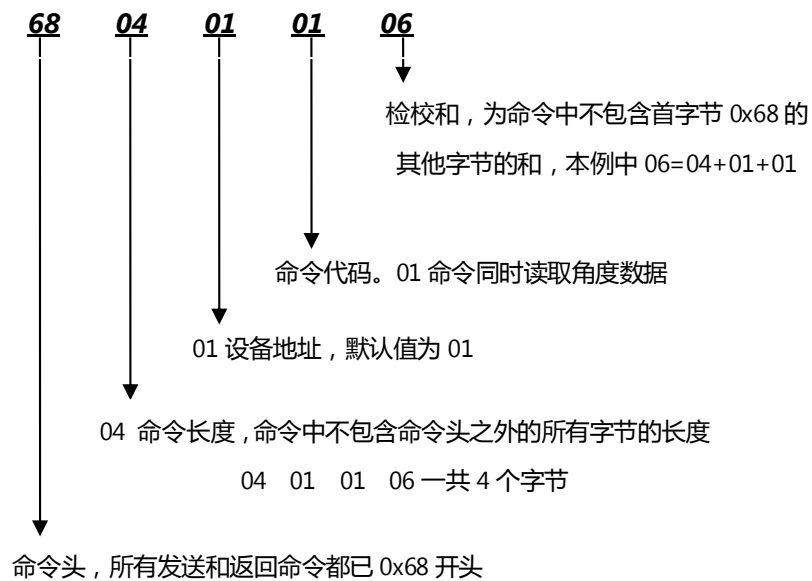 68 04 01 01 06
检校和，为命令中不包含首字节 0x68 的
其他字节的和，本例中 06=04+01+01
命令代码。01 命令同时读取角度数据
01 设备地址，默认值为 01
04 命令长度，命令中不包含命令头之外的所有字节的长度
04 01 01 06 一共 4 个字节
命令头，所有发送和返回命令都已 0x68 开头